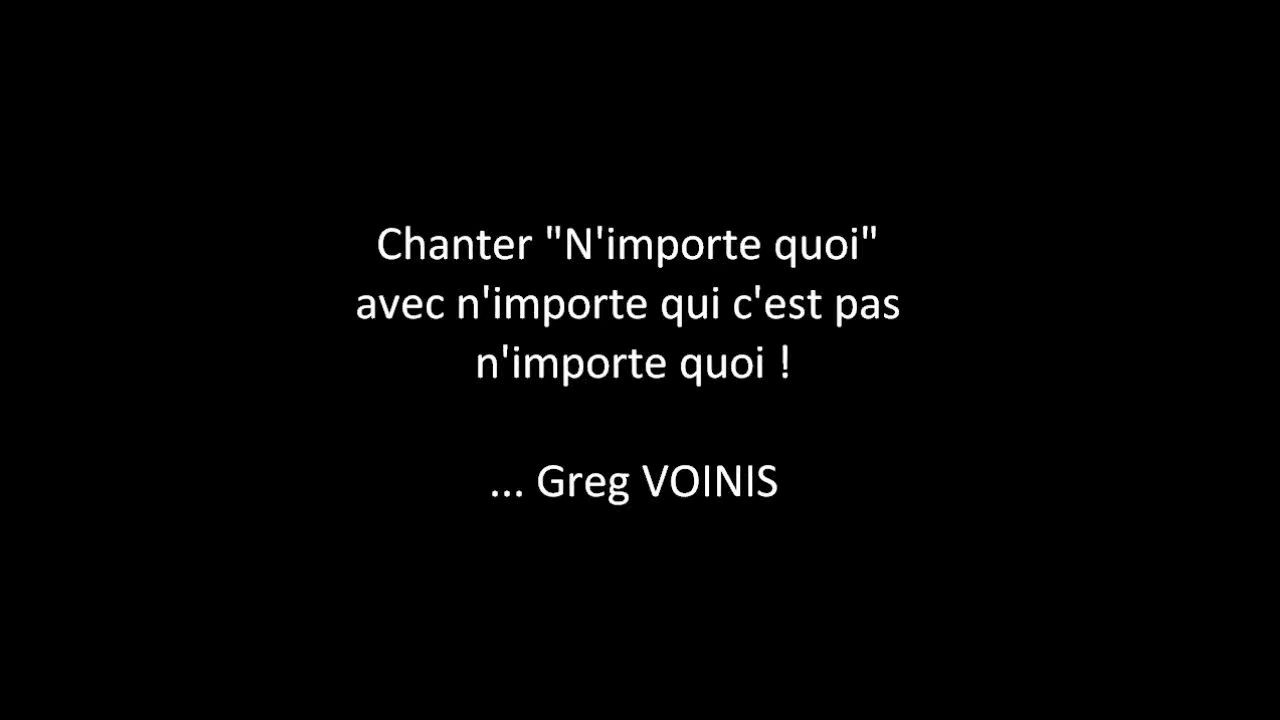 Chanter "N'importe quoi"
avec n'importe qui c'est pas
n'importe quoi !
... Greg VOINIS